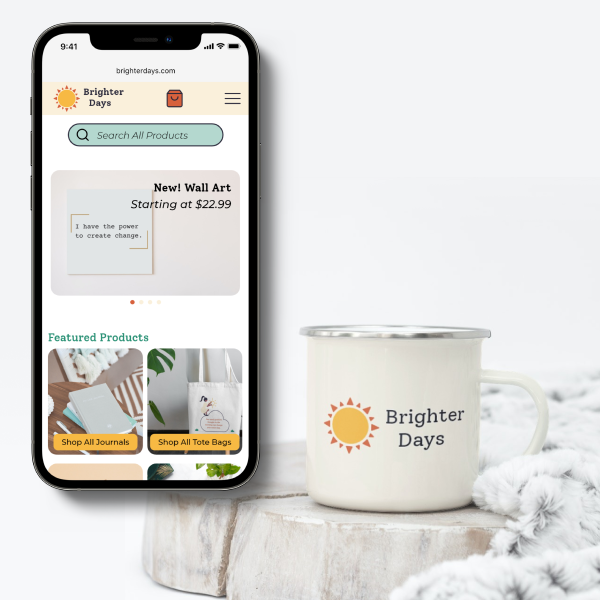 9:41
brighterdays.com
Brighter
Days
Search All Products
New! Wall Art
Starting at $22.99
I have the power
to create change.
Featured Products
Shop All Journals
Shop All Tote Bags
Brighter
Days